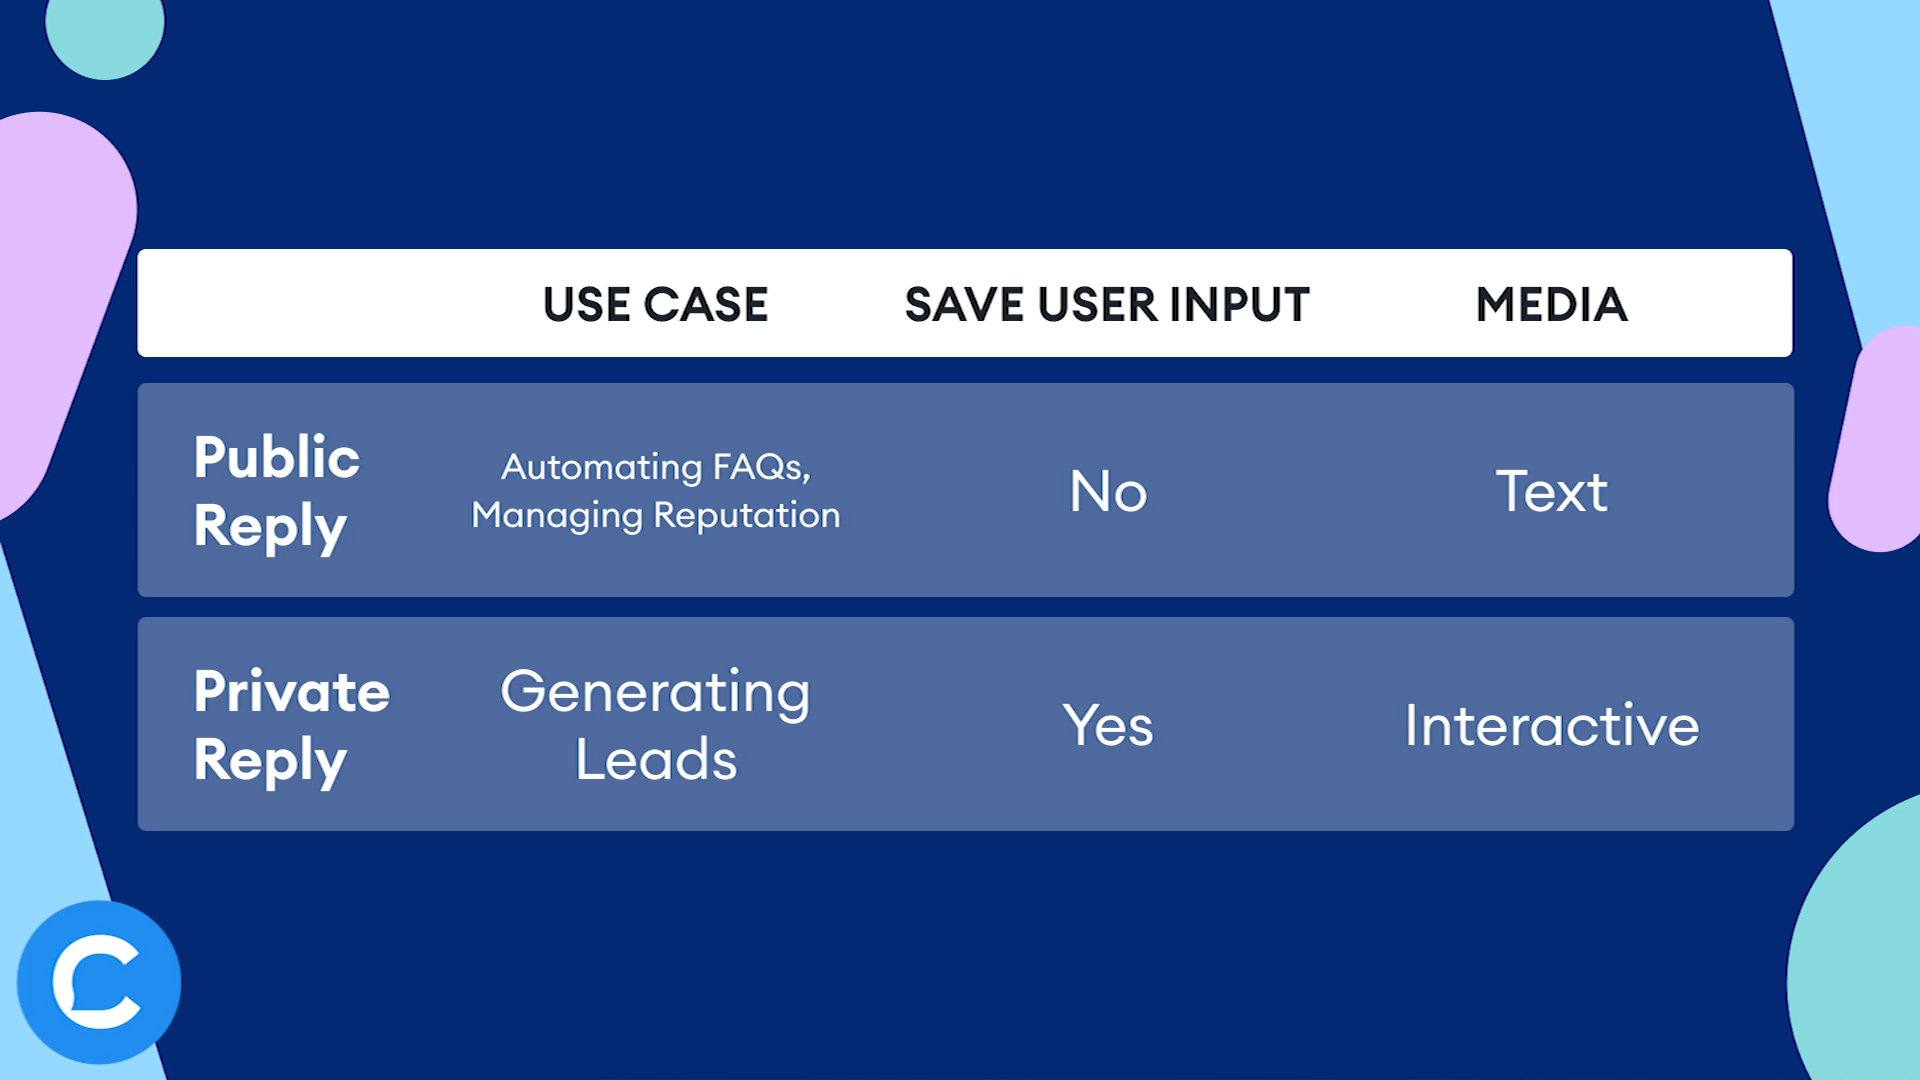 USE CASE SAVE USER INPUT MEDIA
Public
Reply
Automating FAQs,
Managing Reputation
No
Text
Private
Reply
Generating
Leads
Yes
Interactive